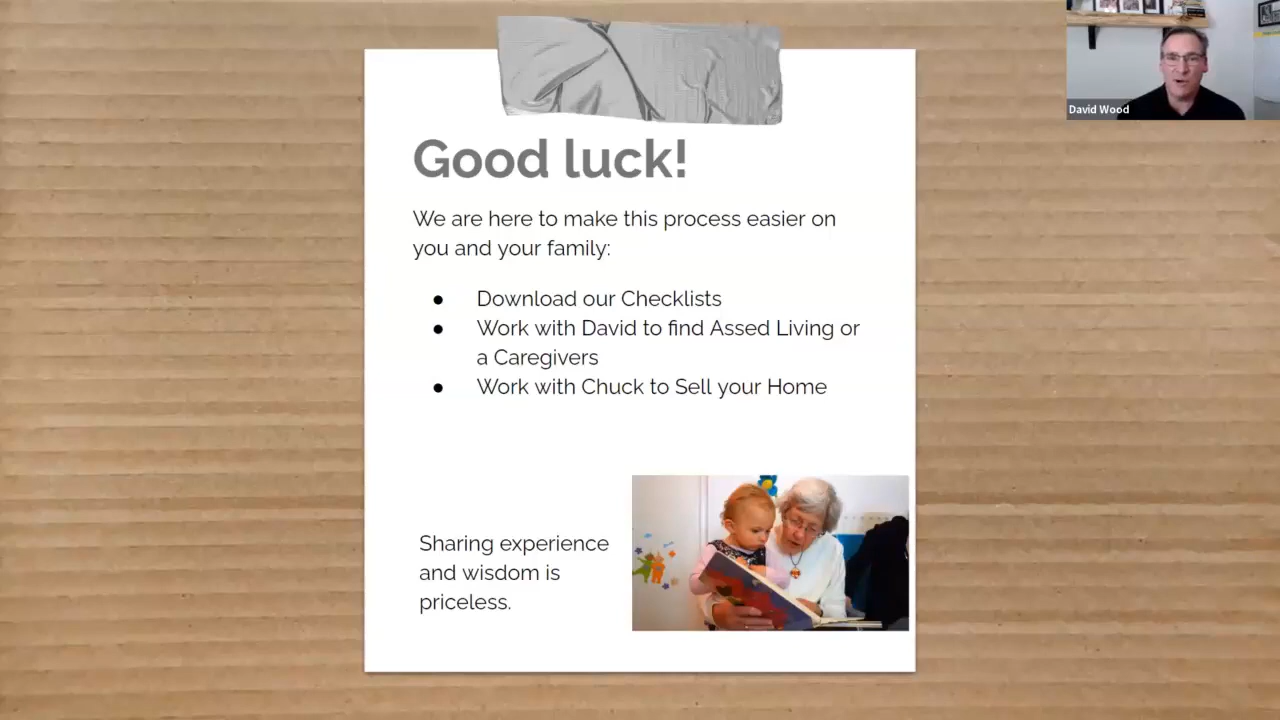 David Wood
Good luck!
We are here to make this process easier on
you and your family:
● Download our Checklists
● Work with David to find Assed Living or
a Caregivers
● Work with Chuck to Sell your Home
Sharing experience
and wisdom is
priceless.